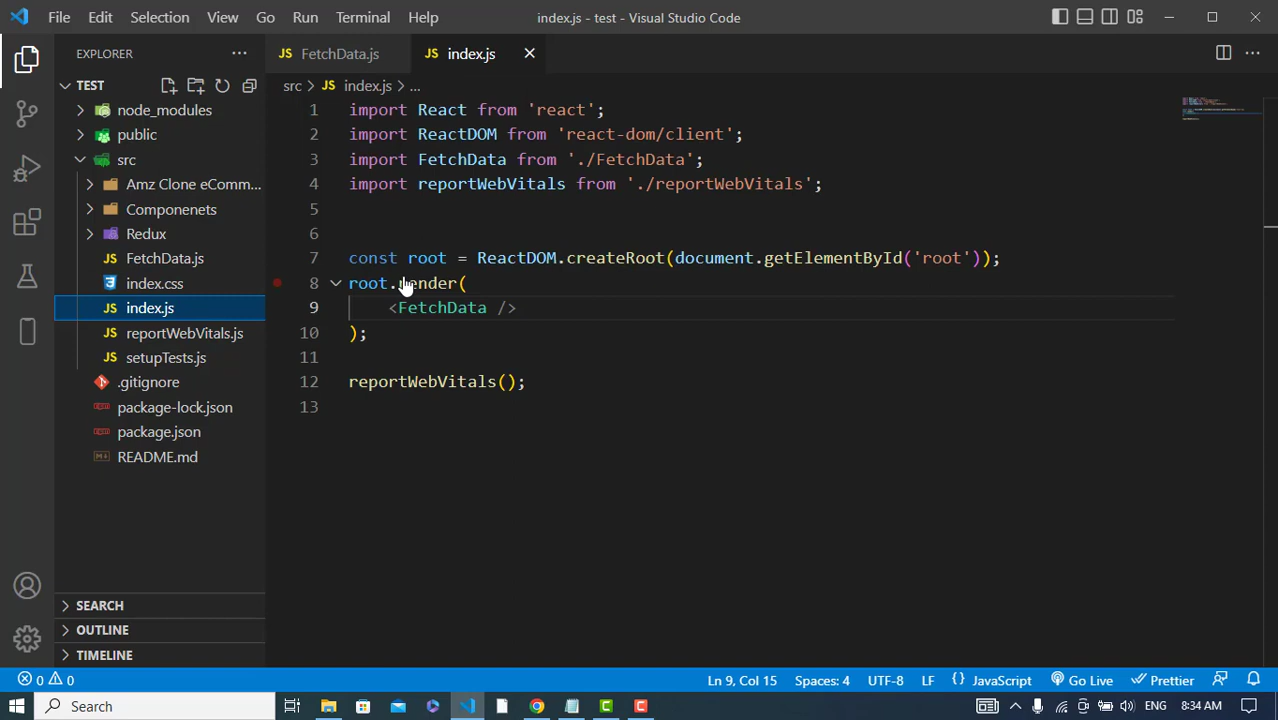 File Edit Selection View Go Run Terminal Help index.js - test - Visual Studio Code
EXPLORER
TEST
node_modules
public
src
Amz Clone eComm...
Componenets
Redux
FetchData.js
index.css
index.js
reportWebVitals.js
setupTests.js
.gitignore
package-lock.json
package.json
README.md
SEARCH
OUTLINE
TIMELINE
JS FetchData.js JS index.js
src > JS index.js > ...
1 import React from 'react';
2 import ReactDOM from 'react-dom/client';
3 import FetchData from './FetchData';
4 import reportWebVitals from './reportWebVitals';
5
6
7 const root = ReactDOM.createRoot(document.getElementById('root'));
8 root.render(
9 <FetchData />
10 );
11
12 reportWebVitals();
13
0 0 Ln 9, Col 15 Spaces: 4 UTF-8 LF {} JavaScript Go Live Prettier
Search ENG 8:34 AM